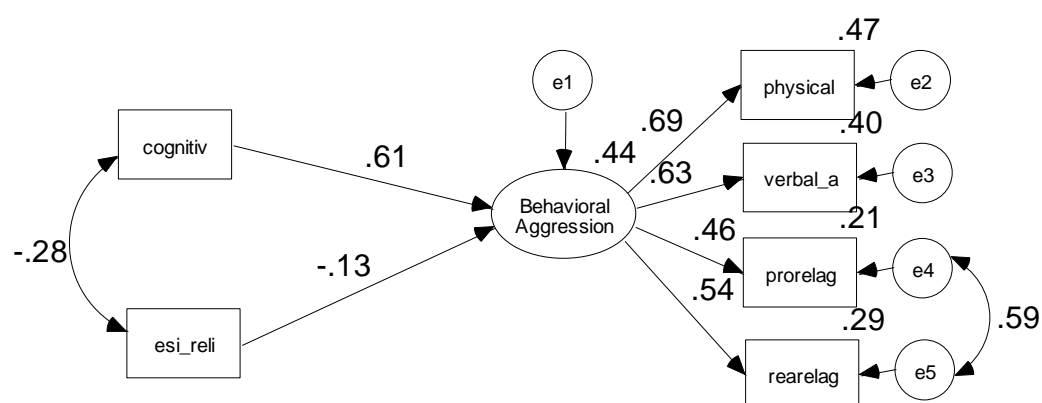 .47
e1
physical
e2
.69
.40
cognitiv
.61
.44
.63
verbal_a
e3
Behavioral
Aggression
.21
-.28
-.13
.46
prorelag
e4
.54
.29
.59
esi_reli
rearelag
e5